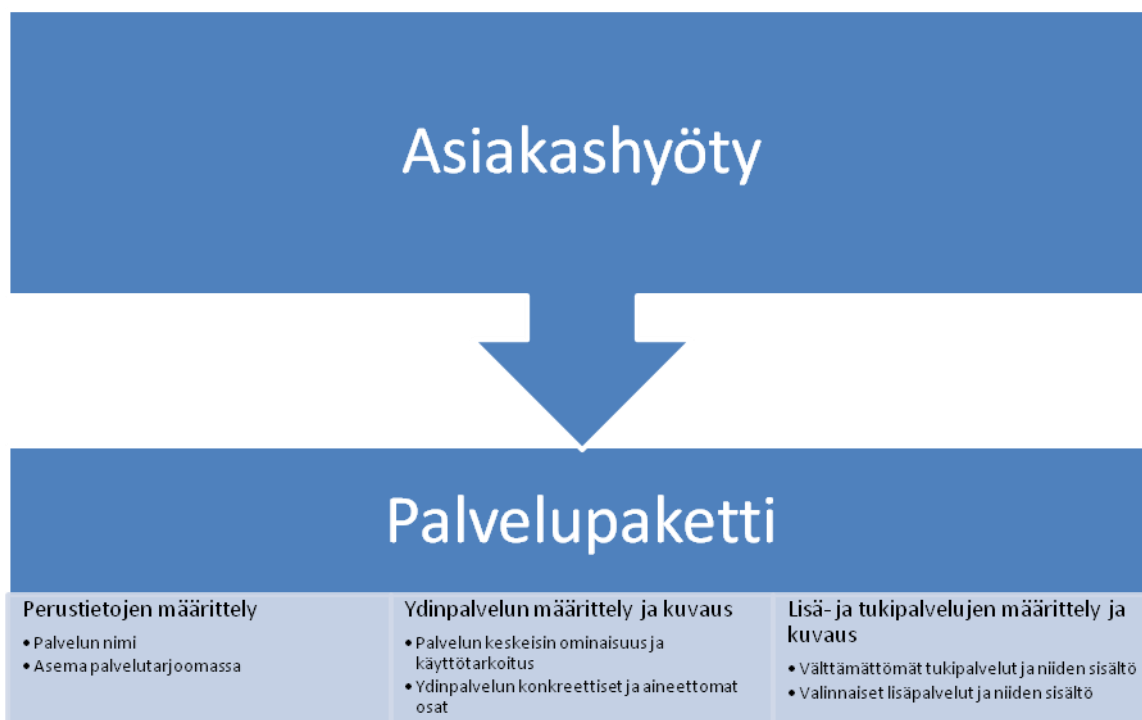 Asiakashyöty
Palvelupaketti
Perustietojen määrittely
• Palvelun nimi
• Asema palvelutarjoomassa
Ydinpalvelun määrittely ja kuvaus
• Palvelun keskeisin ominaisuus ja
käyttötarkoitus
• Ydinpalvelun konkreettiset ja aineettomat
osat
Lisä- ja tukipalvelujen määrittely ja
kuvaus
• Välttämättömät tukipalvelut ja niiden sisältö
• Valinnaiset lisäpalvelut ja niiden sisältö